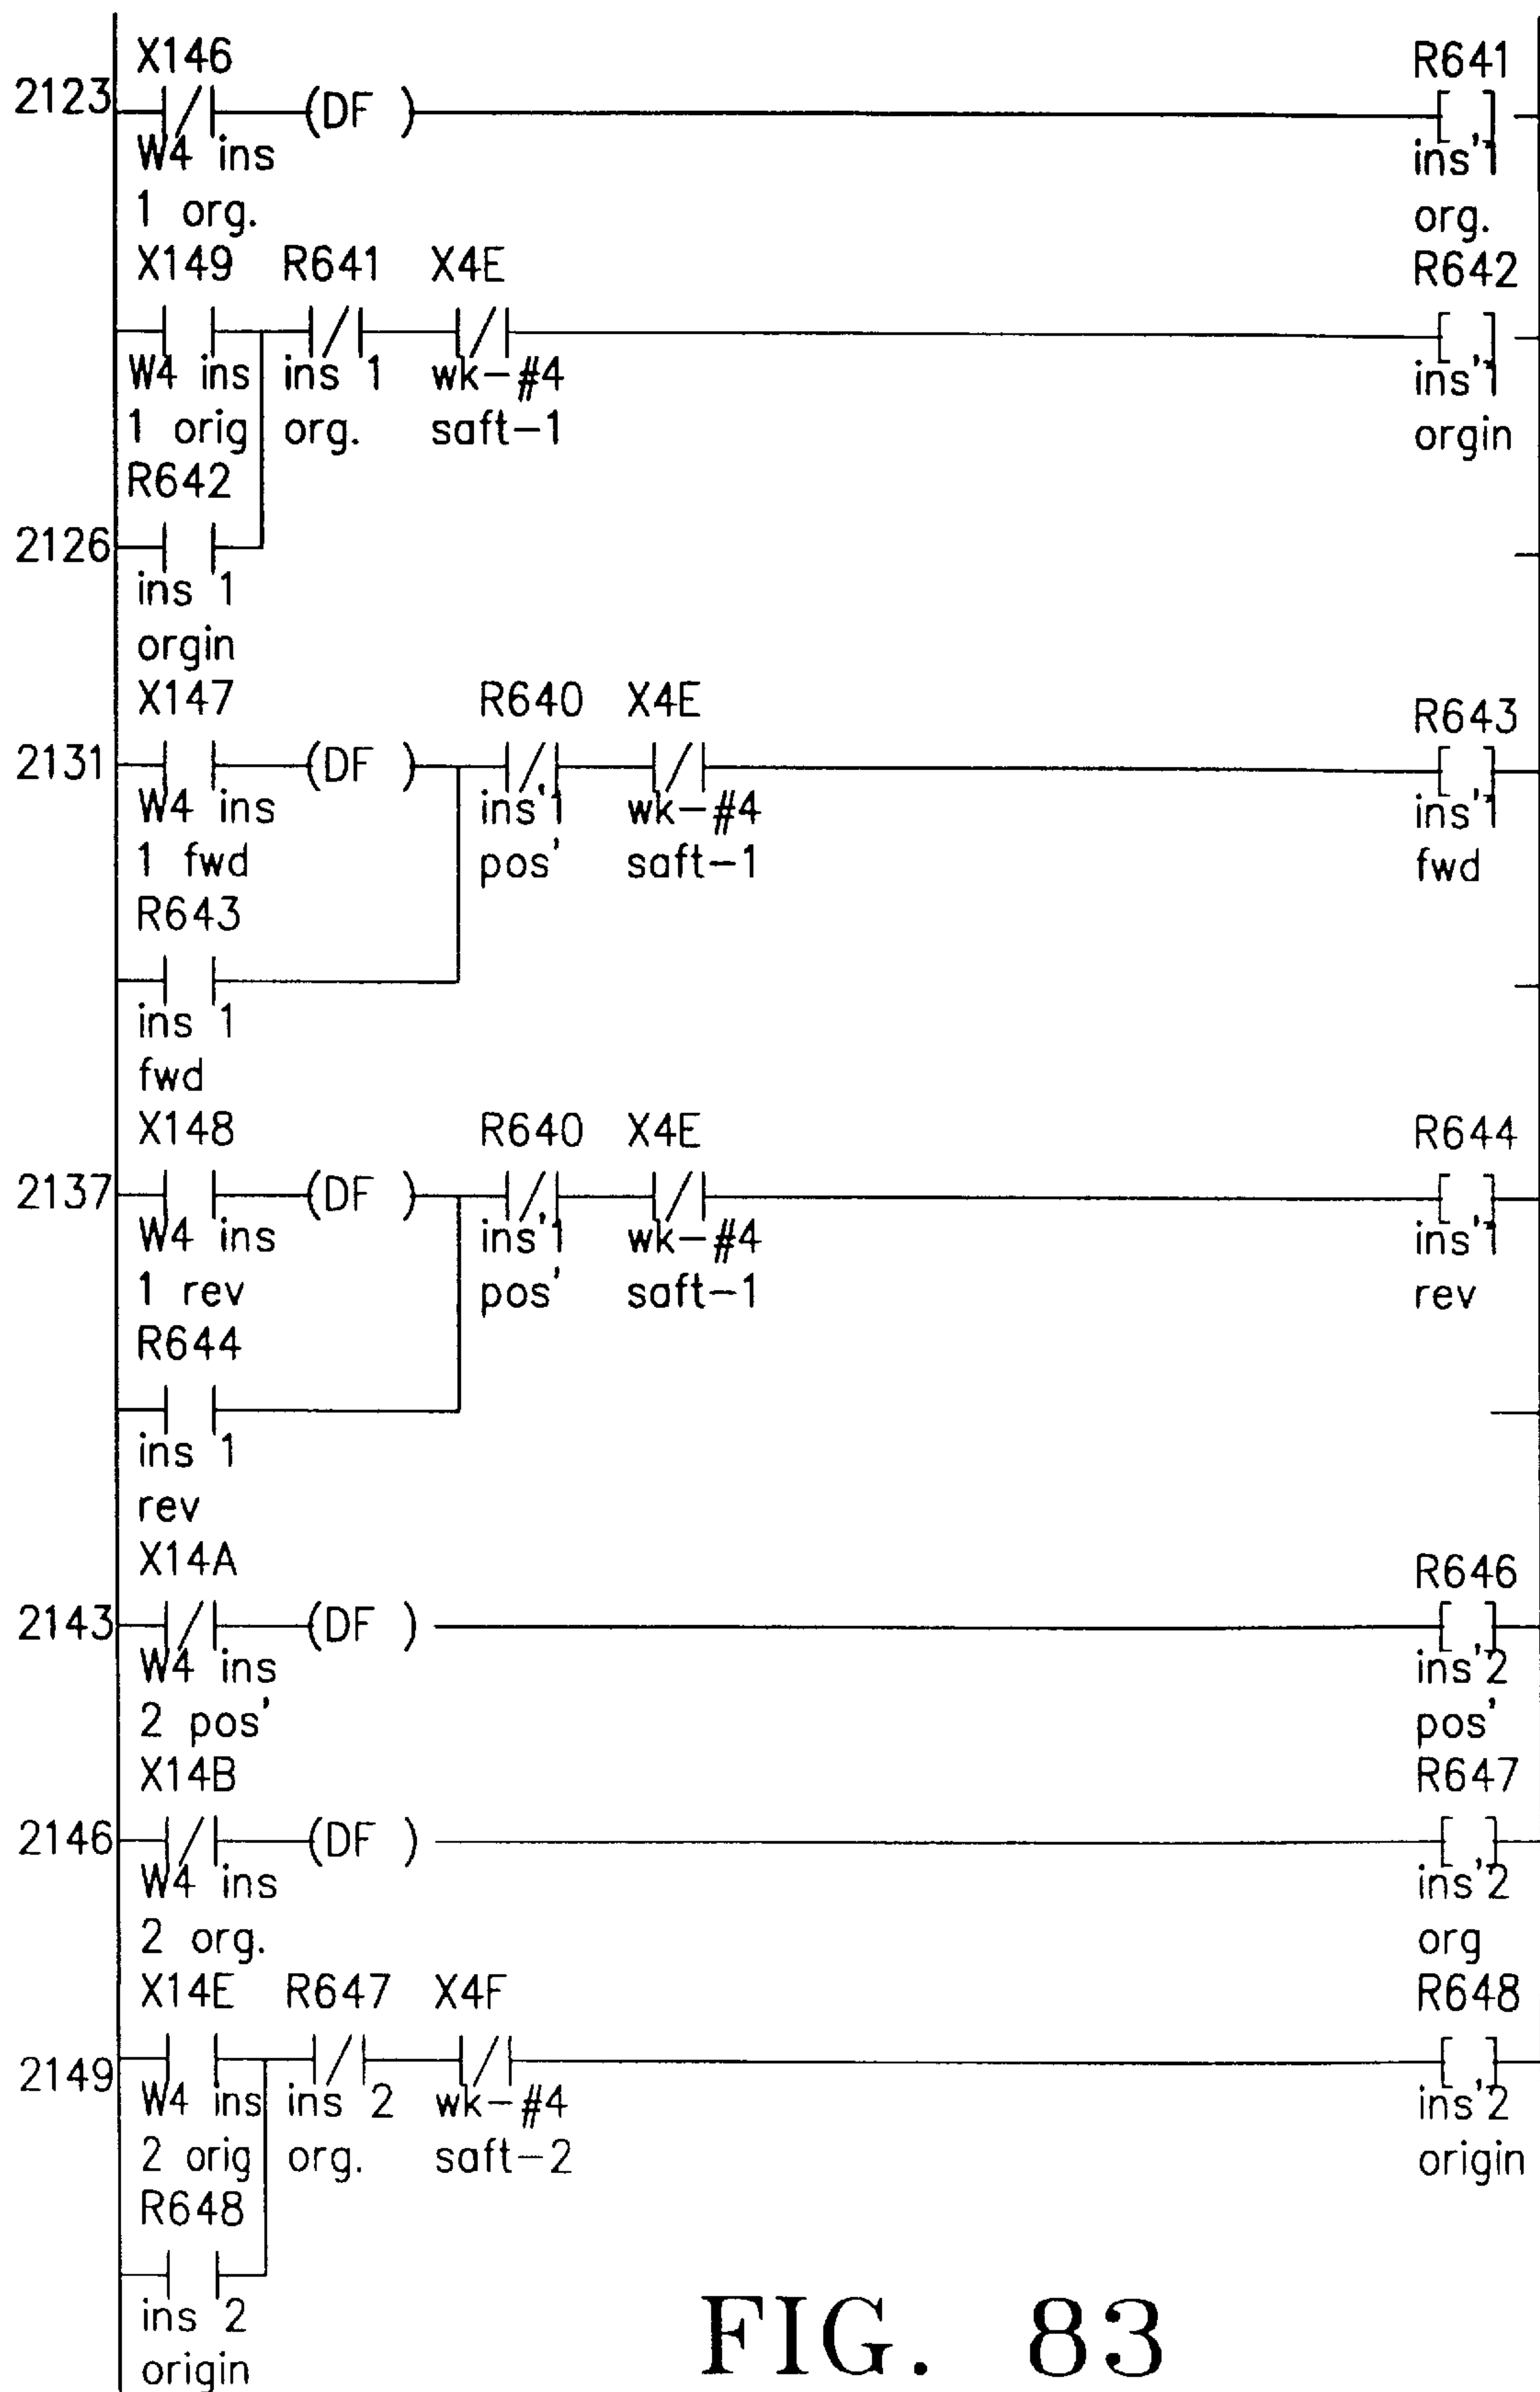 X146 R641
2123 (DF )
W4 ins ins'1
1 org. org.
X149 R641 X4E R642
W4 ins ins 1 wk-#4 ins'1
1 orig org. saft-1 orgin
R642
2126
ins 1
orgin
X147 R640 X4E R643
2131 (DF )
W4 ins ins'1 wk-#4 ins'1
1 fwd pos' saft-1 fwd
R643
ins 1
fwd
X148 R640 X4E R644
2137 (DF )
W4 ins ins'1 wk-#4 ins'1
1 rev pos' saft-1 rev
R644
ins 1
rev
X14A R646
2143 (DF )
W4 ins ins'2
2 pos' pos'
X14B R647
2146 (DF )
W4 ins ins'2
2 org. org
X14E R647 X4F R648
2149
W4 ins ins 2 wk-#4 ins'2
2 orig org. saft-2 origin
R648
ins 2
origin
FIG. 83